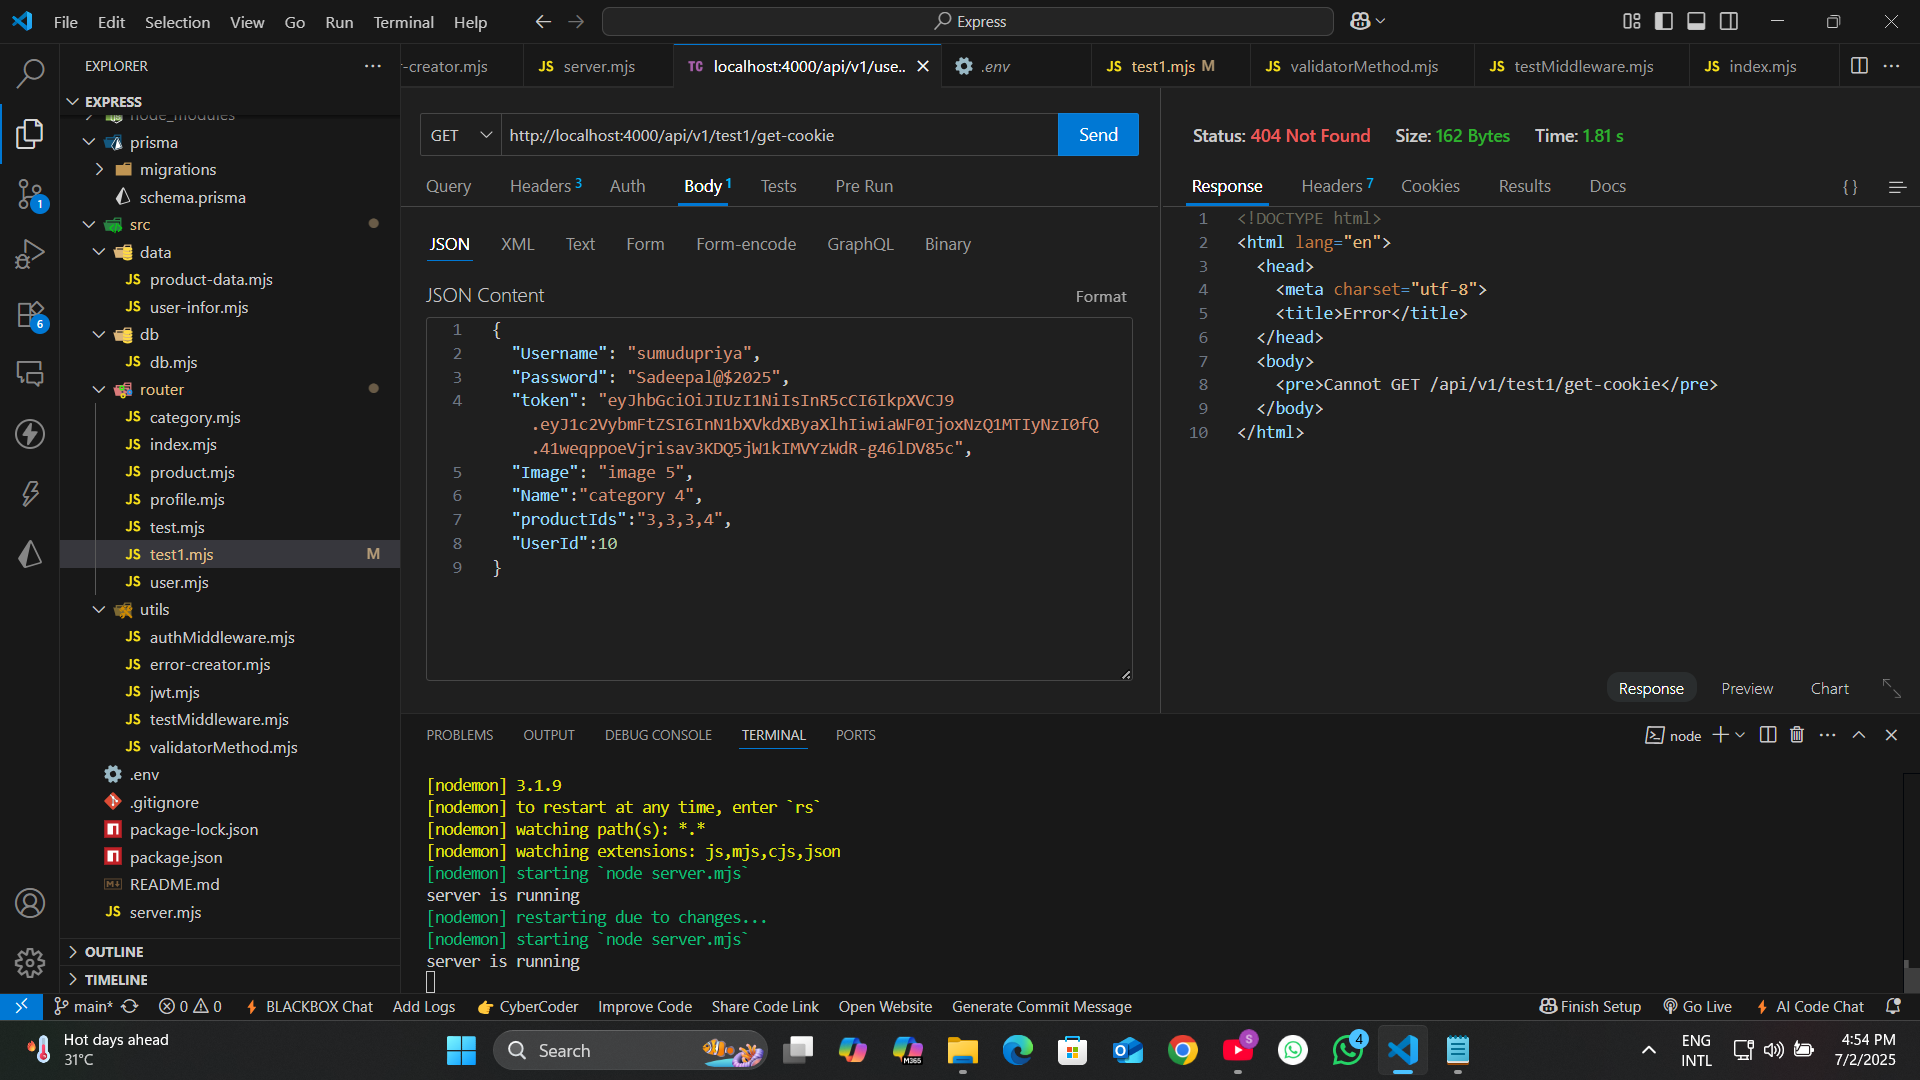 File Edit Selection View Go Run Terminal Help
Express
EXPLORER
r-creator.mjs
JS server.mjs
TC localhost:4000/api/v1/use..
.env
JS test1.mjs M
JS validatorMethod.mjs
JS testMiddleware.mjs
JS index.mjs
EXPRESS
node_modules
prisma
migrations
schema.prisma
src
data
JS product-data.mjs
JS user-infor.mjs
db
JS db.mjs
router
JS category.mjs
JS index.mjs
JS product.mjs
JS profile.mjs
JS test.mjs
JS test1.mjs M
JS user.mjs
utils
JS authMiddleware.mjs
JS error-creator.mjs
JS jwt.mjs
JS testMiddleware.mjs
JS validatorMethod.mjs
.env
.gitignore
package-lock.json
package.json
README.md
JS server.mjs
OUTLINE
TIMELINE
1
6
GET http://localhost:4000/api/v1/test1/get-cookie Send
Query Headers 3 Auth Body 1 Tests Pre Run
JSON XML Text Form Form-encode GraphQL Binary
JSON Content Format
1 {
2 "Username": "sumudupriya",
3 "Password": "Sadeepal@$2025",
4 "token": "eyJhbGciOiJIUzI1NiIsInR5cCI6IkpXVCJ9
.eyJ1c2VybmFtZSI6InN1bXVkdXByaXlhIiwiaWF0IjoxNzQ1MTIyNzI0fQ
.41weqppoeVjrisav3KDQ5jW1kIMVYzWdR-g46lDV85c",
5 "Image": "image 5",
6 "Name":"category 4",
7 "productIds":"3,3,3,4",
8 "UserId":10
9 }
Status: 404 Not Found Size: 162 Bytes Time: 1.81 s
Response Headers 7 Cookies Results Docs { }
1 <!DOCTYPE html>
2 <html lang="en">
3 <head>
4 <meta charset="utf-8">
5 <title>Error</title>
6 </head>
7 <body>
8 <pre>Cannot GET /api/v1/test1/get-cookie</pre>
9 </body>
10 </html>
Response Preview Chart
PROBLEMS OUTPUT DEBUG CONSOLE TERMINAL PORTS
node
[nodemon] 3.1.9
[nodemon] to restart at any time, enter `rs`
[nodemon] watching path(s): *.*
[nodemon] watching extensions: js,mjs,cjs,json
[nodemon] starting `node server.mjs`
server is running
[nodemon] restarting due to changes...
[nodemon] starting `node server.mjs`
server is running
main* 0 0 BLACKBOX Chat Add Logs CyberCoder Improve Code Share Code Link Open Website Generate Commit Message
Finish Setup Go Live AI Code Chat
Hot days ahead
31°C
Search
M365
S
4
ENG
INTL
4:54 PM
7/2/2025